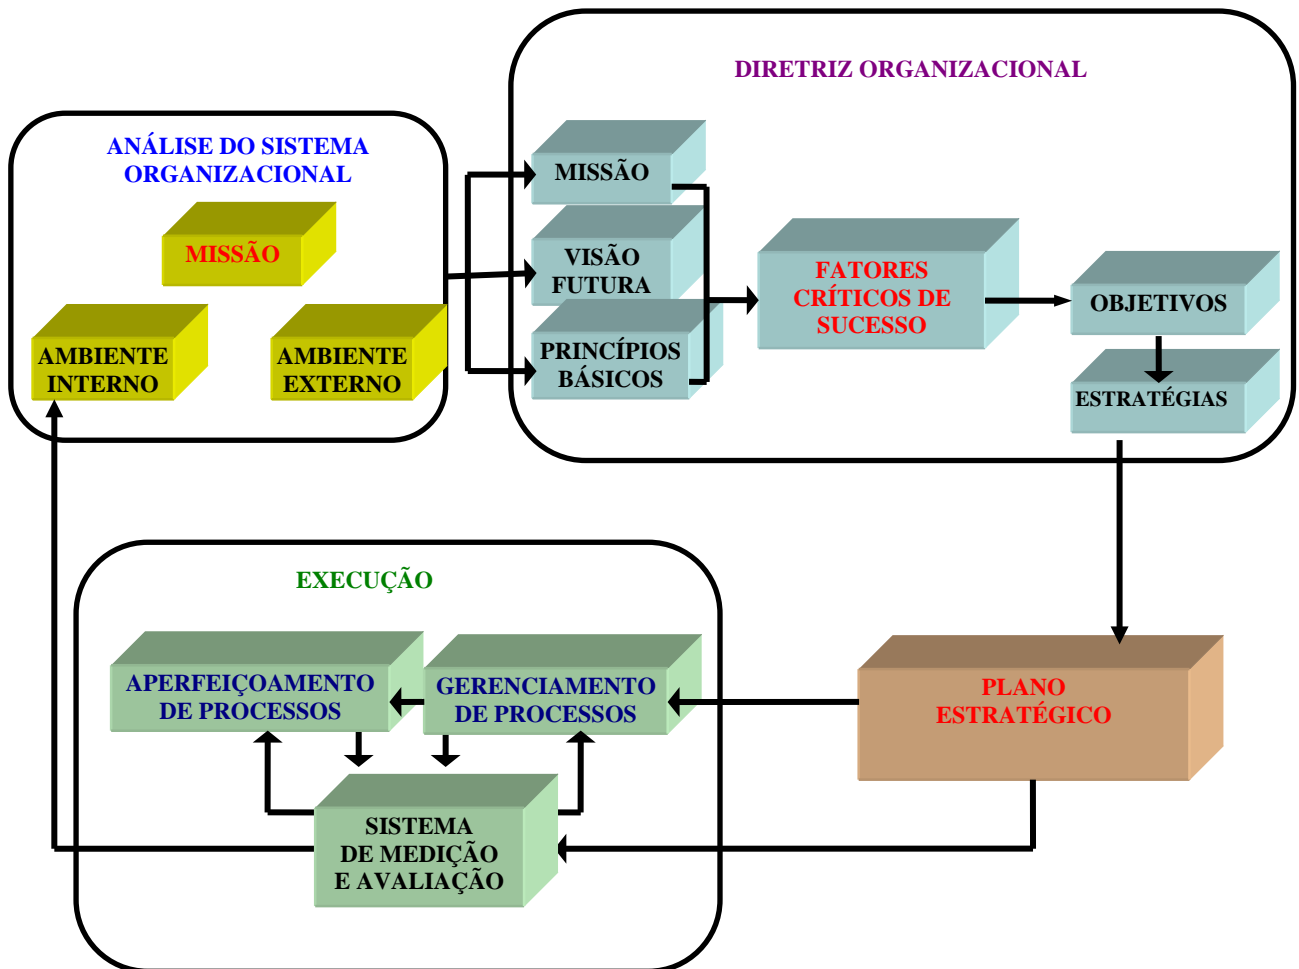 DIRETRIZ ORGANIZACIONAL
ANÁLISE DO SISTEMA
ORGANIZACIONAL
MISSÃO
AMBIENTE
INTERNO
AMBIENTE
EXTERNO
MISSÃO
VISÃO
FUTURA
PRINCÍPIOS
BÁSICOS
FATORES
CRÍTICOS DE
SUCESSO
OBJETIVOS
ESTRATÉGIAS
EXECUÇÃO
APERFEIÇOAMENTO
DE PROCESSOS
GERENCIAMENTO
DE PROCESSOS
PLANO
ESTRATÉGICO
SISTEMA
DE MEDIÇÃO
E AVALIAÇÃO